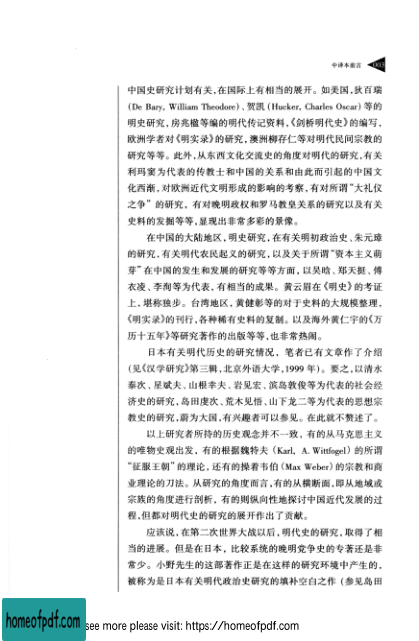 中译本前言 003
中国史研究计划有关,在国际上有相当的展开。如美国,狄百瑞
(De Bary, William Theodore)、贺凯 (Hucker, Charles Oscar) 等的
明史研究,房兆楹等编的明代传记资料,《剑桥明代史》的编写,
欧洲学者对《明实录》的研究,澳洲柳存仁等对明代民间宗教的
研究等等。此外,从东西文化交流史的角度对明代的研究,有关
利玛窦为代表的传教士和中国的关系和由此而引起的中国文
化西渐,对欧洲近代文明形成的影响的考察,有对所谓“大礼仪
之争”的研究,有对晚明政权和罗马教皇关系的研究以及有关
史料的发掘等等,显现出非常多彩的景像。
在中国的大陆地区,明史研究,在有关明初政治史、朱元璋
的研究,有关明代农民起义的研究,以及关于所谓“资本主义萌
芽”在中国的发生和发展的研究等等方面,以吴晗、郑天挺、傅
衣凌、李洵等为代表,有相当的成果。黄云眉在《明史》的考证
上,堪称独步。台湾地区,黄健彰等的对于史料的大规模整理,
《明实录》的刊行,各种稀有史料的复制。以及海外黄仁宇的《万
历十五年》等研究著作的出版等等,也非常热闹。
日本有关明代历史的研究情况,笔者已有文章作了介绍
(见《汉学研究》第三辑,北京外语大学,1999 年)。要之,以清水
泰次、星斌夫、山根幸夫、岩见宏、滨岛敦俊等为代表的社会经
济史的研究,岛田虔次、荒木见悟、山下龙二等为代表的思想宗
教史的研究,蔚为大国,有兴趣者可以参见。在此就不赘述了。
以上研究者所持的历史观念并不一致,有的从马克思主义
的唯物史观出发,有的根据魏特夫 (Karl, A. Wittfogel) 的所谓
“征服王朝”的理论,还有的操着韦伯 (Max Weber) 的宗教和商
业理论的刀法。从研究的角度而言,有的从横断面,即从地域或
宗族的角度进行剖析,有的则纵向性地探讨中国近代发展的过
程,但都对明代史的研究的展开作出了贡献。
应该说,在第二次世界大战以后,明代史的研究,取得了相
当的进展。但是在日本,比较系统的晚明党争史的专著还是非
常少。小野先生的这部著作正是在这样的研究环境中产生的,
被称为是日本有关明代政治史研究的填补空白之作 (参见岛田
homeofpdf.com
see more please visit: https://homeofpdf.com